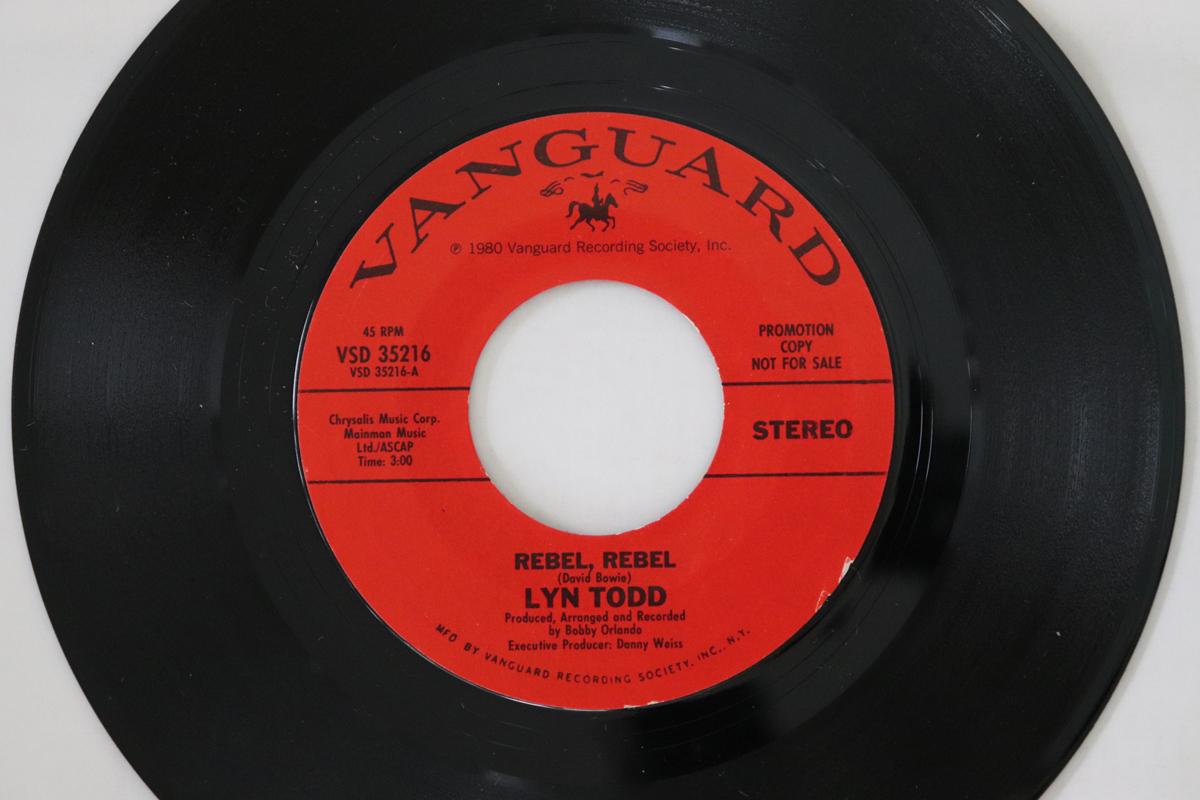 VANGUARD
℗ 1980 Vanguard Recording Society, Inc.
45 RPM
VSD 35216
VSD 35216-A
PROMOTION
COPY
NOT FOR SALE
Chrysalis Music Corp.
Mainman Music
Ltd./ASCAP
Time: 3:00
STEREO
REBEL, REBEL
(David Bowie)
LYN TODD
Produced, Arranged and Recorded
by Bobby Orlando
Executive Producer: Danny Weiss
MFD BY VANGUARD RECORDING SOCIETY, INC., N.Y.